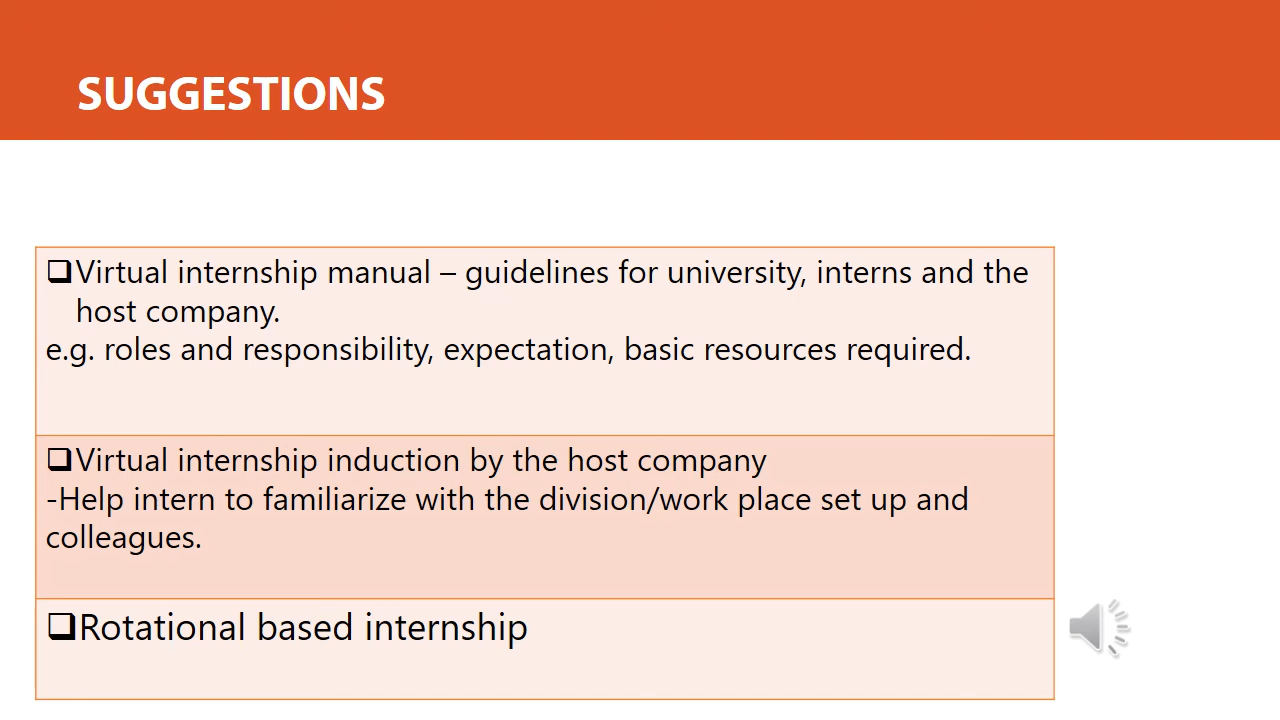 SUGGESTIONS
❑Virtual internship manual – guidelines for university, interns and the
host company.
e.g. roles and responsibility, expectation, basic resources required.
❑Virtual internship induction by the host company
-Help intern to familiarize with the division/work place set up and
colleagues.
❑Rotational based internship